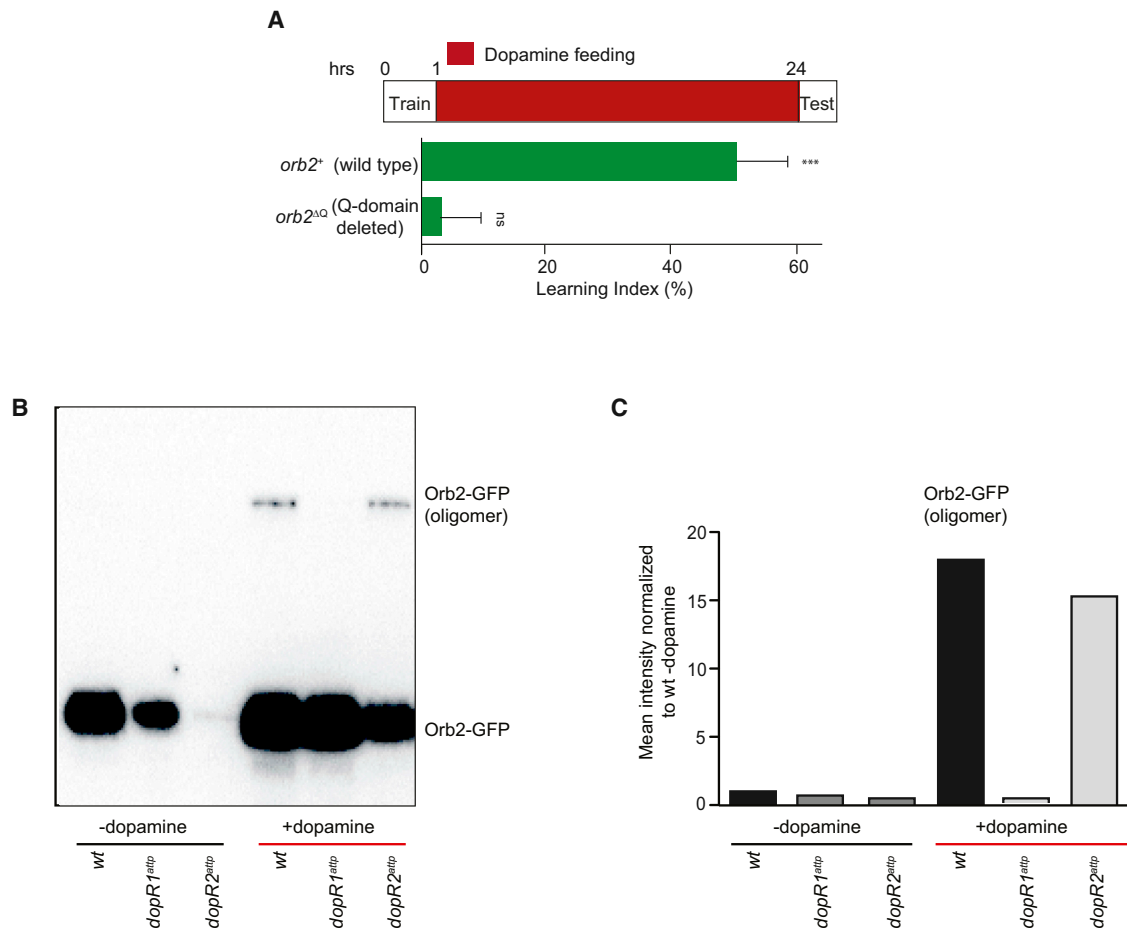 A
Dopamine feeding
hrs 0 1 24
Train Test
orb2⁺ (wild type) ***
orb2ᐞQ (Q-domain
deleted) ns
0 20 40 60
Learning Index (%)
B
Orb2-GFP
(oligomer)
Orb2-GFP
-dopamine +dopamine
wt dopR1ᵃᵗᵗᵖ dopR2ᵃᵗᵗᵖ wt dopR1ᵃᵗᵗᵖ dopR2ᵃᵗᵗᵖ
C
Orb2-GFP
(oligomer)
Mean intensity normalized
to wt -dopamine
20
15
10
5
0
-dopamine +dopamine
wt dopR1ᵃᵗᵗᵖ dopR2ᵃᵗᵗᵖ wt dopR1ᵃᵗᵗᵖ dopR2ᵃᵗᵗᵖ